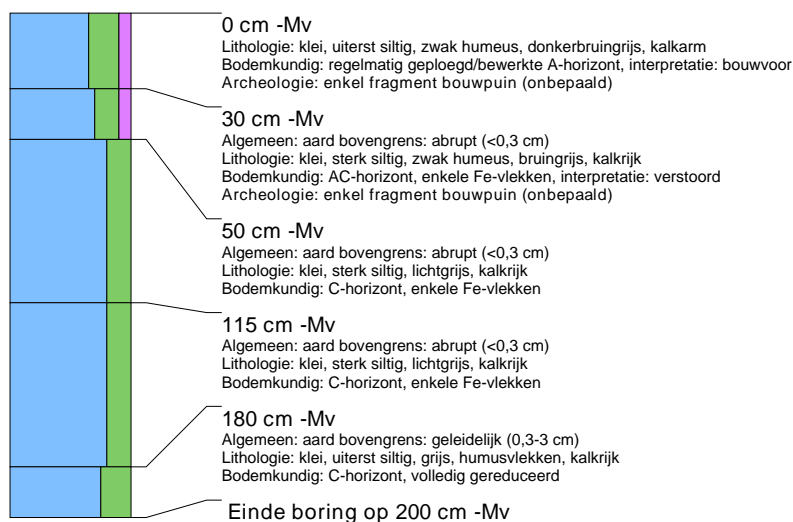 0 cm -Mv
Lithologie: klei, uiterst siltig, zwak humeus, donkerbruingrijs, kalkarm
Bodemkundig: regelmatig geploegd/bewerkte A-horizont, interpretatie: bouwvoor
Archeologie: enkel fragment bouwpuin (onbepaald)
30 cm -Mv
Algemeen: aard bovengrens: abrupt (<0,3 cm)
Lithologie: klei, sterk siltig, zwak humeus, bruingrijs, kalkrijk
Bodemkundig: AC-horizont, enkele Fe-vlekken, interpretatie: verstoord
Archeologie: enkel fragment bouwpuin (onbepaald)
50 cm -Mv
Algemeen: aard bovengrens: abrupt (<0,3 cm)
Lithologie: klei, sterk siltig, lichtgrijs, kalkrijk
Bodemkundig: C-horizont, enkele Fe-vlekken
115 cm -Mv
Algemeen: aard bovengrens: abrupt (<0,3 cm)
Lithologie: klei, sterk siltig, lichtgrijs, kalkrijk
Bodemkundig: C-horizont, enkele Fe-vlekken
180 cm -Mv
Algemeen: aard bovengrens: geleidelijk (0,3-3 cm)
Lithologie: klei, uiterst siltig, grijs, humusvlekken, kalkrijk
Bodemkundig: C-horizont, volledig gereduceerd
Einde boring op 200 cm -Mv